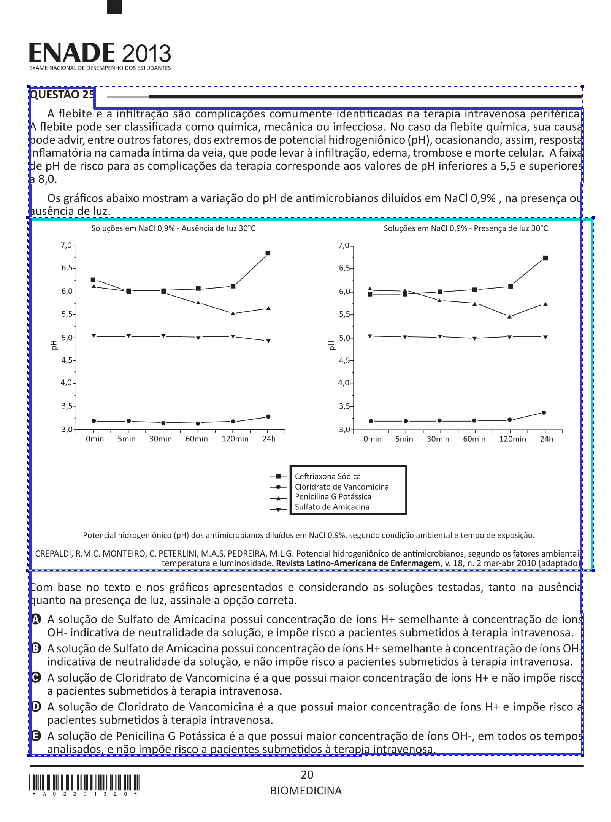 ENADE 2013
EXAME NACIONAL DE DESEMPENHO DOS ESTUDANTES
QUESTÃO 25
A flebite e a infiltração são complicações comumente identificadas na terapia intravenosa periférica.
A flebite pode ser classificada como química, mecânica ou infecciosa. No caso da flebite química, sua causa
pode advir, entre outros fatores, dos extremos de potencial hidrogeniônico (pH), ocasionando, assim, resposta
inflamatória na camada íntima da veia, que pode levar à infiltração, edema, trombose e morte celular. A faixa
de pH de risco para as complicações da terapia corresponde aos valores de pH inferiores a 5,5 e superiores
a 8,0.
Os gráficos abaixo mostram a variação do pH de antimicrobianos diluídos em NaCl 0,9% , na presença ou
ausência de luz.
Soluções em NaCl 0,9% - Ausência de luz 30°C
7,0
6,5
6,0
5,0
4,5
4,0
3,5
3,0
pH
0min 5min 30min 60min 120min 24h
Soluções em NaCl 0,9% - Presença de luz 30°C
7,0
6,5
6,0
5,5
5,0
4,5
4,0
3,5
3,0
pH
0min 5min 30min 60min 120min 24h
Ceftriaxona Sódica
Cloridrato de Vancomicina
Penicilina G Potássica
Sulfato de Amicacina
Potencial hidrogeniônico (pH) dos antimicrobianos diluídos em NaCl 0,9%, segundo condição ambiental e tempo de exposição.
CREPALDI, R.M.C. MONTEIRO, C. PETERLINI, M.A.S. PEDREIRA, M.L.G. Potencial hidrogeniônico de antimicrobianos, segundo os fatores ambientai
temperatura e luminosidade. Revista Latino-Americana de Enfermagem, v. 18, n. 2 mar-abr 2010 (adaptado)
Com base no texto e nos gráficos apresentados e considerando as soluções testadas, tanto na ausência
quanto na presença de luz, assinale a opção correta.
A A solução de Sulfato de Amicacina possui concentração de íons H+ semelhante à concentração de íons
OH- indicativa de neutralidade da solução, e impõe risco a pacientes submetidos à terapia intravenosa.
B A solução de Sulfato de Amicacina possui concentração de íons H+ semelhante à concentração de íons OH-
indicativa de neutralidade da solução, e não impõe risco a pacientes submetidos à terapia intravenosa.
C A solução de Cloridrato de Vancomicina é a que possui maior concentração de íons H+ e não impõe risco
a pacientes submetidos à terapia intravenosa.
D A solução de Cloridrato de Vancomicina é a que possui maior concentração de íons H+ e impõe risco a
pacientes submetidos à terapia intravenosa.
E A solução de Penicilina G Potássica é a que possui maior concentração de íons OH-, em todos os tempos
analisados, e não impõe risco a pacientes submetidos à terapia intravenosa.
20
BIOMEDICINA